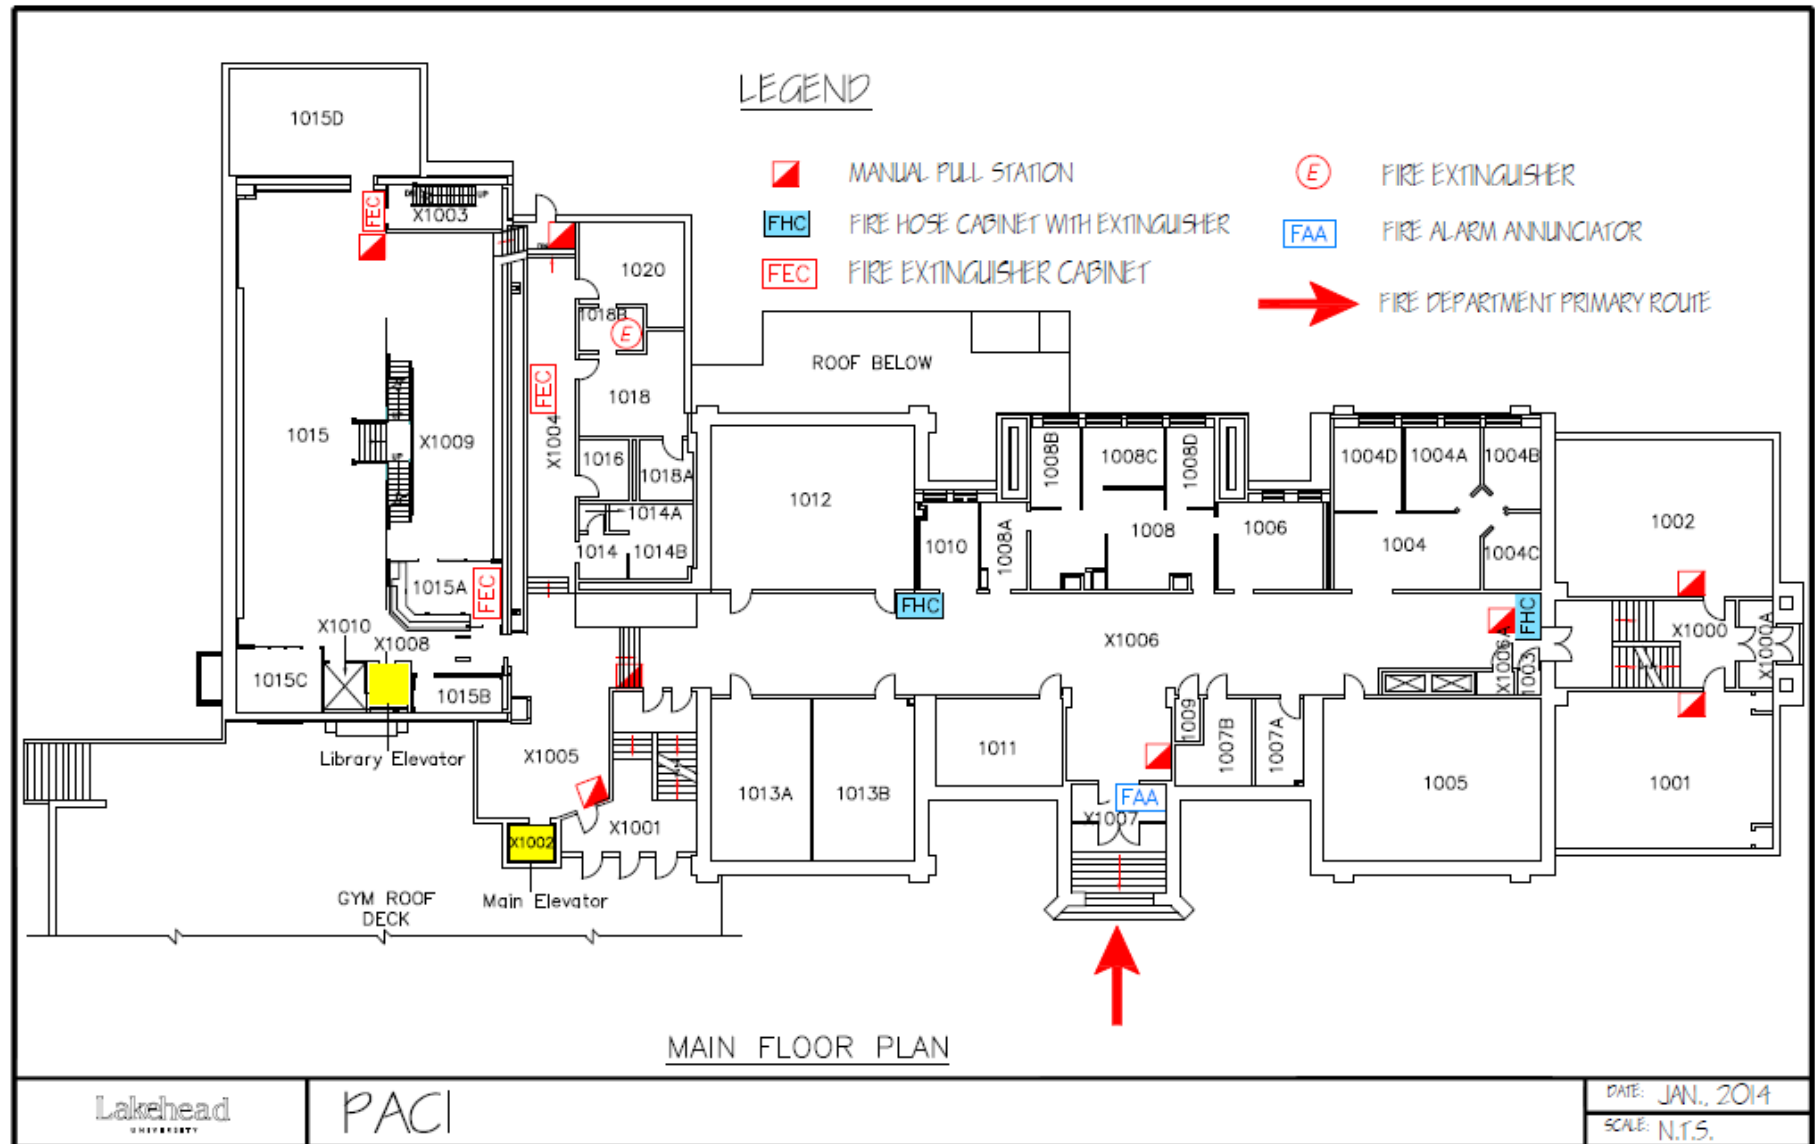 LEGEND
MANUAL PULL STATION
FHC FIRE HOSE CABINET WITH EXTINGUISHER
FEC FIRE EXTINGUISHER CABINET
E FIRE EXTINGUISHER
FAA FIRE ALARM ANNUNCIATOR
FIRE DEPARTMENT PRIMARY ROUTE
1015D
FEC
UP
X1003
1020
1018B
E
FEC
1018
X1004
ROOF BELOW
1015
UP
X1009
1016
1018A
1014A
1014
1014B
1012
1008B
1008C
1008D
1004D
1004A
1004B
1010
1008A
1008
1006
1004
1004C
1002
1015A
FEC
FHC
FHC
X1010
X1008
X1006
X1006A
1003
X1000
X1000A
1015C
1015B
Library Elevator
X1005
1013A
1013B
1011
1009
1007B
1007A
1005
1001
FAA
X1007
X1001
X1002
Main Elevator
GYM ROOF
DECK
MAIN FLOOR PLAN
Lakehead
UNIVERSITY
PACI
DATE: JAN., 2014
SCALE: N.T.S.